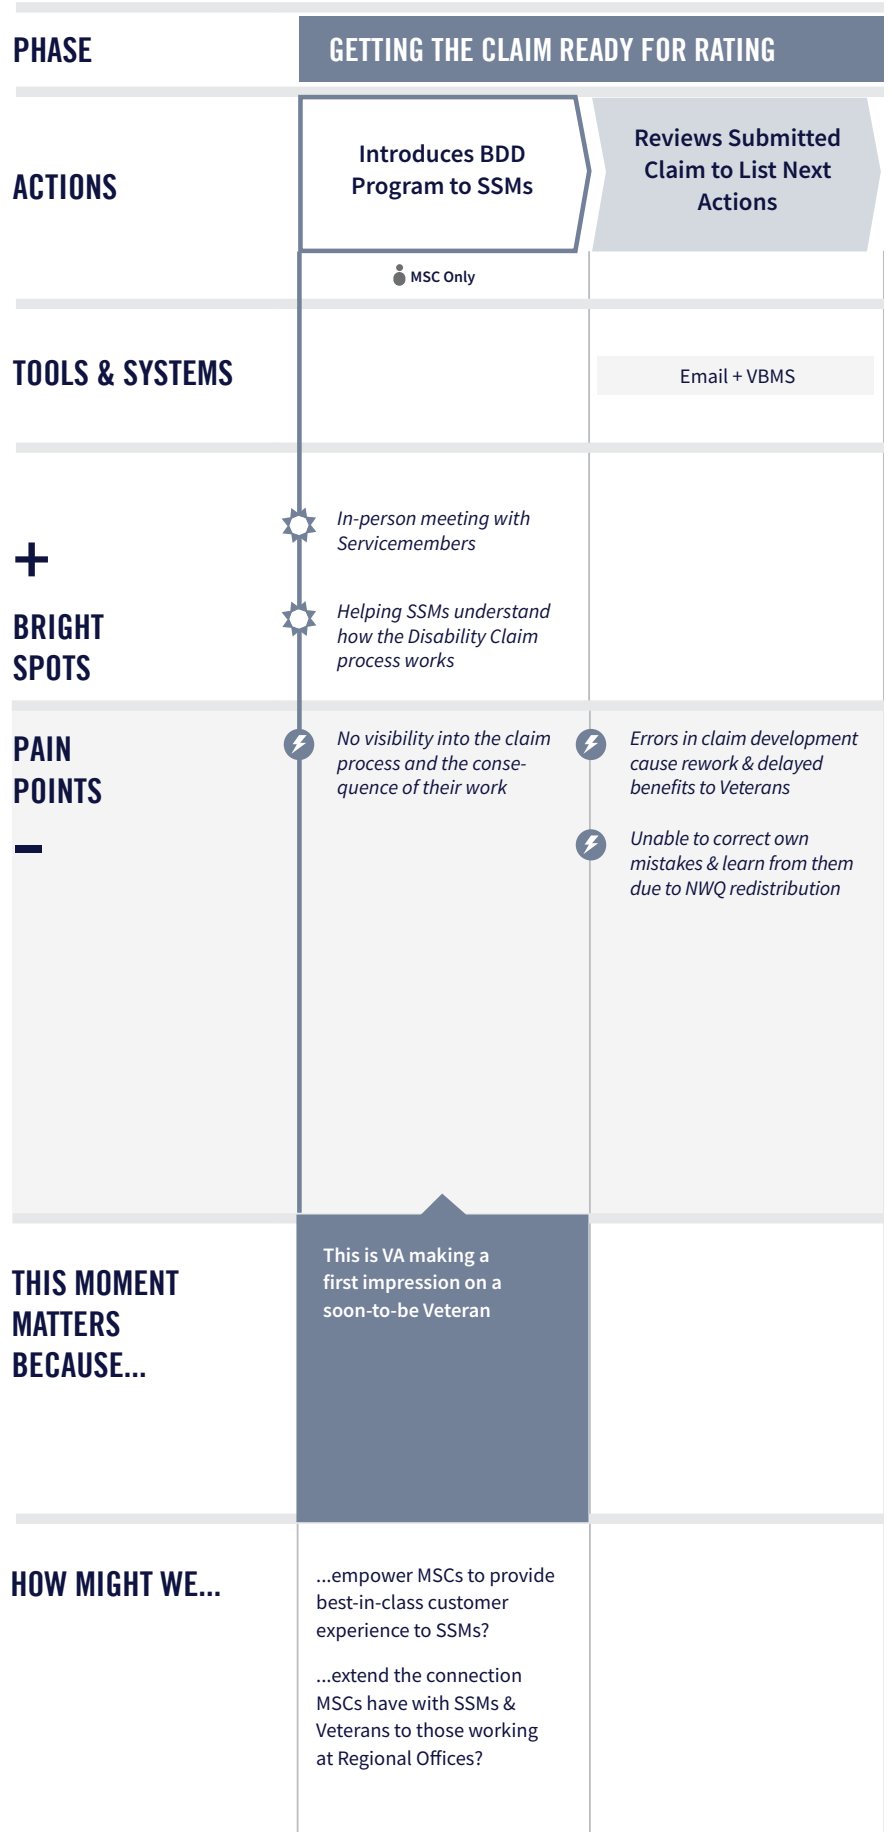 PHASE
GETTING THE CLAIM READY FOR RATING
ACTIONS
Introduces BDD
Program to SSMs
MSC Only
Reviews Submitted
Claim to List Next
Actions
TOOLS & SYSTEMS
Email + VBMS
+
BRIGHT
SPOTS
In-person meeting with
Servicemembers
Helping SSMs understand
how the Disability Claim
process works
PAIN
POINTS
–
No visibility into the claim
process and the conse-
quence of their work
Errors in claim development
cause rework & delayed
benefits to Veterans
Unable to correct own
mistakes & learn from them
due to NWQ redistribution
THIS MOMENT
MATTERS
BECAUSE...
This is VA making a
first impression on a
soon-to-be Veteran
HOW MIGHT WE...
...empower MSCs to provide
best-in-class customer
experience to SSMs?
...extend the connection
MSCs have with SSMs &
Veterans to those working
at Regional Offices?